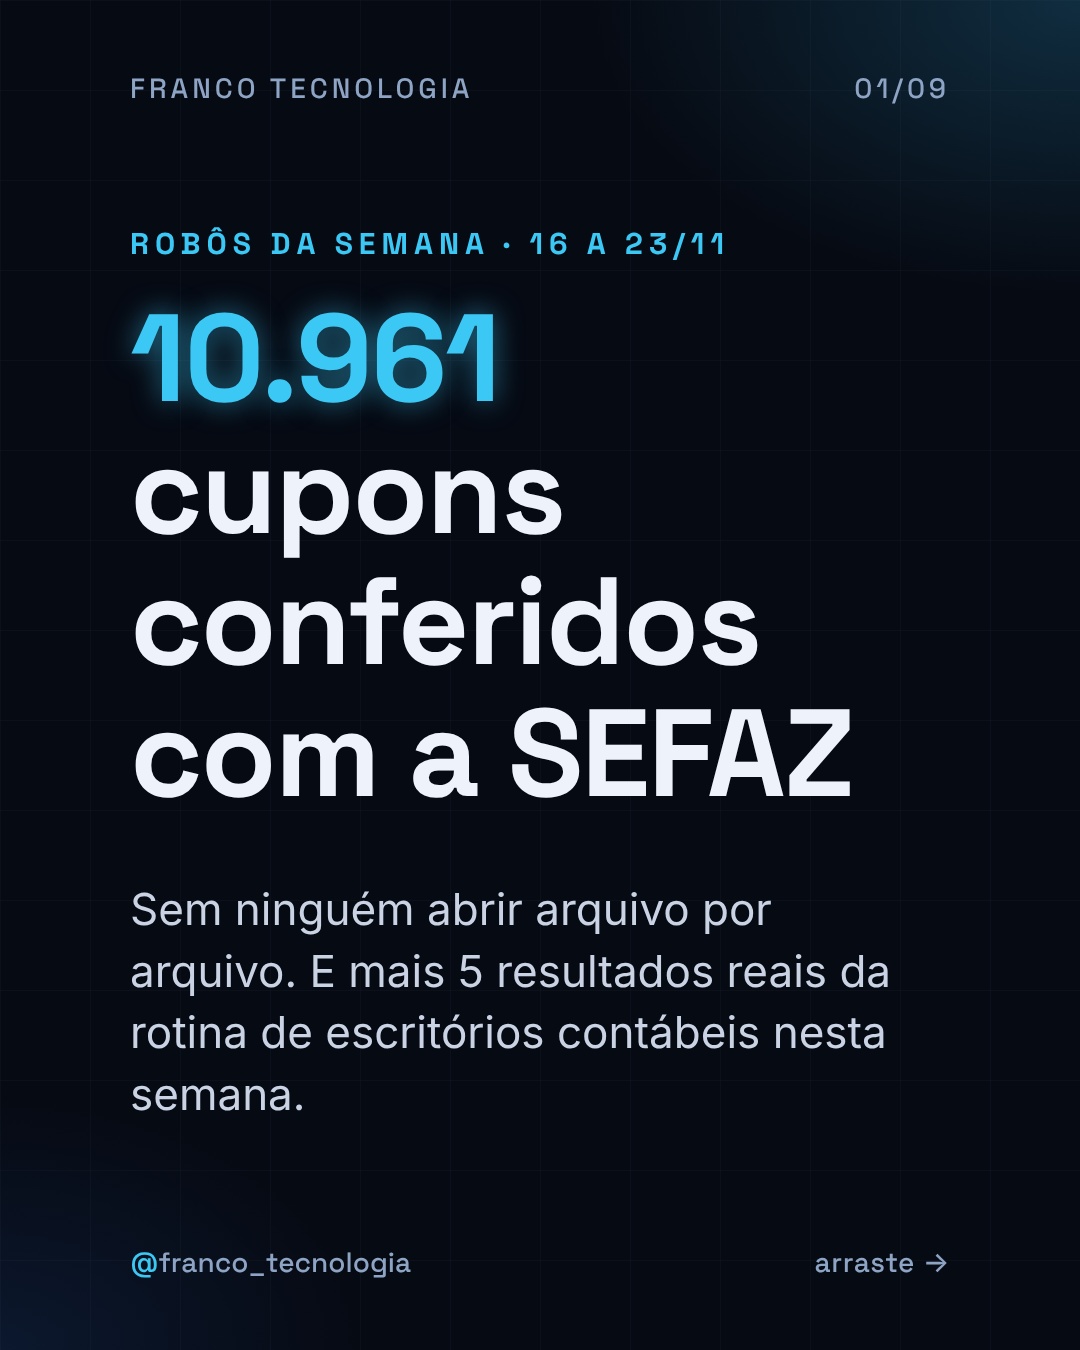 FRANCO TECNOLOGIA
01/09
ROBÔS DA SEMANA · 16 A 23/11
10.961
cupons
conferidos
com a SEFAZ
Sem ninguém abrir arquivo por
arquivo. E mais 5 resultados reais da
rotina de escritórios contábeis nesta
semana.
@franco_tecnologia
arraste →